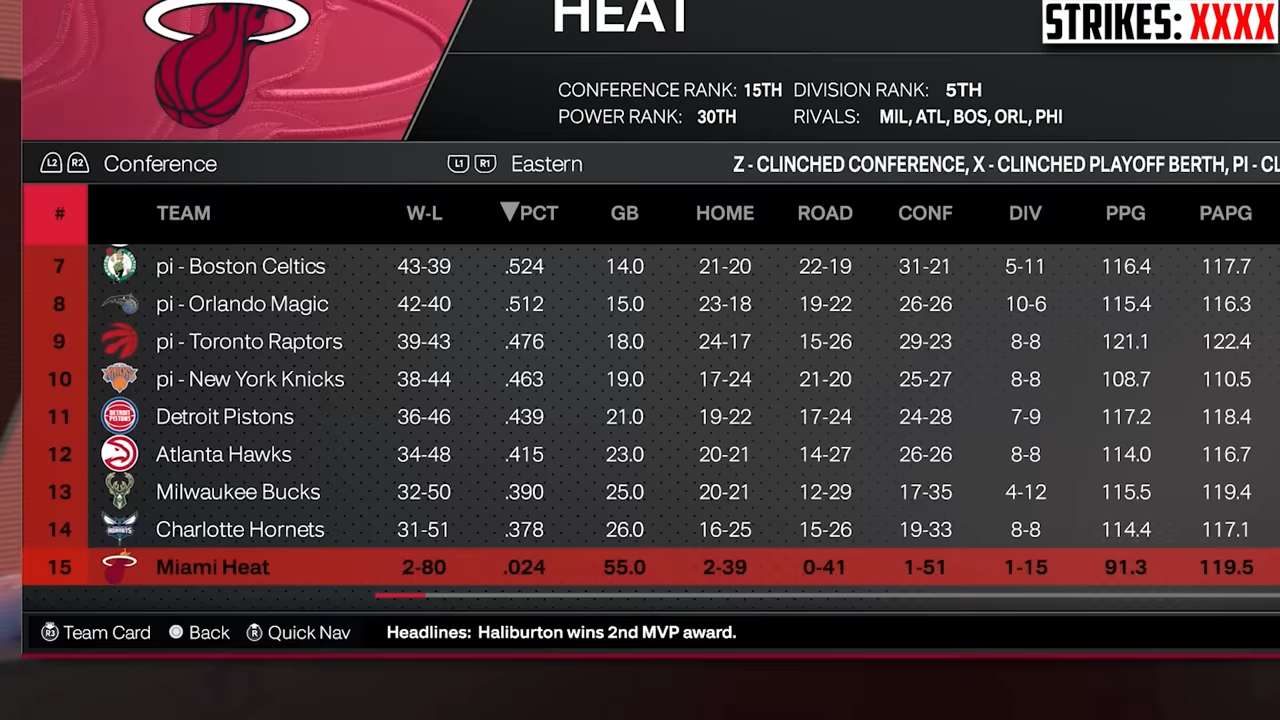 HEAT
STRIKES: XXXX
CONFERENCE RANK: 15TH DIVISION RANK: 5TH
POWER RANK: 30TH RIVALS: MIL, ATL, BOS, ORL, PHI
L2 R2 Conference L1 R1 Eastern Z - CLINCHED CONFERENCE, X - CLINCHED PLAYOFF BERTH, PI - CL
# TEAM W-L PCT GB HOME ROAD CONF DIV PPG PAPG
7 pi - Boston Celtics 43-39 .524 14.0 21-20 22-19 31-21 5-11 116.4 117.7
8 pi - Orlando Magic 42-40 .512 15.0 23-18 19-22 26-26 10-6 115.4 116.3
9 pi - Toronto Raptors 39-43 .476 18.0 24-17 15-26 29-23 8-8 121.1 122.4
10 pi - New York Knicks 38-44 .463 19.0 17-24 21-20 25-27 8-8 108.7 110.5
11 Detroit Pistons 36-46 .439 21.0 19-22 17-24 24-28 7-9 117.2 118.4
12 Atlanta Hawks 34-48 .415 23.0 20-21 14-27 26-26 8-8 114.0 116.7
13 Milwaukee Bucks 32-50 .390 25.0 20-21 12-29 17-35 4-12 115.5 119.4
14 Charlotte Hornets 31-51 .378 26.0 16-25 15-26 19-33 8-8 114.4 117.1
15 Miami Heat 2-80 .024 55.0 2-39 0-41 1-51 1-15 91.3 119.5
R3 Team Card Back R Quick Nav Headlines: Haliburton wins 2nd MVP award.